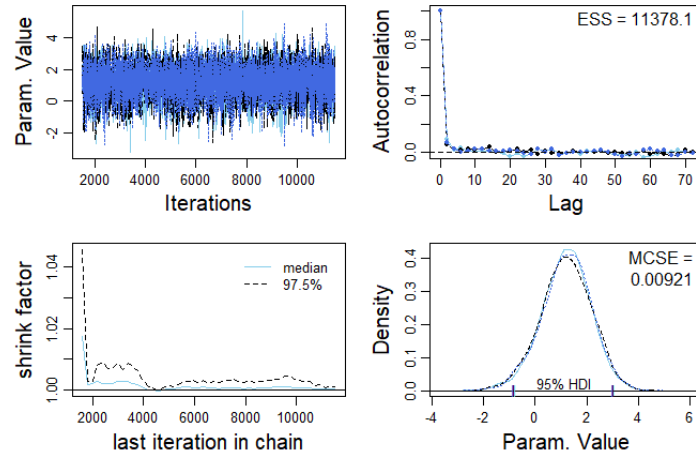 Param. Value
6
4
2
0
-2
2000 4000 6000 8000 10000
Iterations
Autocorrelation
0.8
0.4
0.0
ESS = 11378.1
0 10 20 30 40 50 60 70
Lag
shrink factor
1.04
1.02
1.00
median
97.5%
2000 4000 6000 8000 10000
last iteration in chain
Density
0.4
0.3
0.2
0.1
0.0
MCSE =
0.00921
95% HDI
-4 -2 0 2 4 6
Param. Value